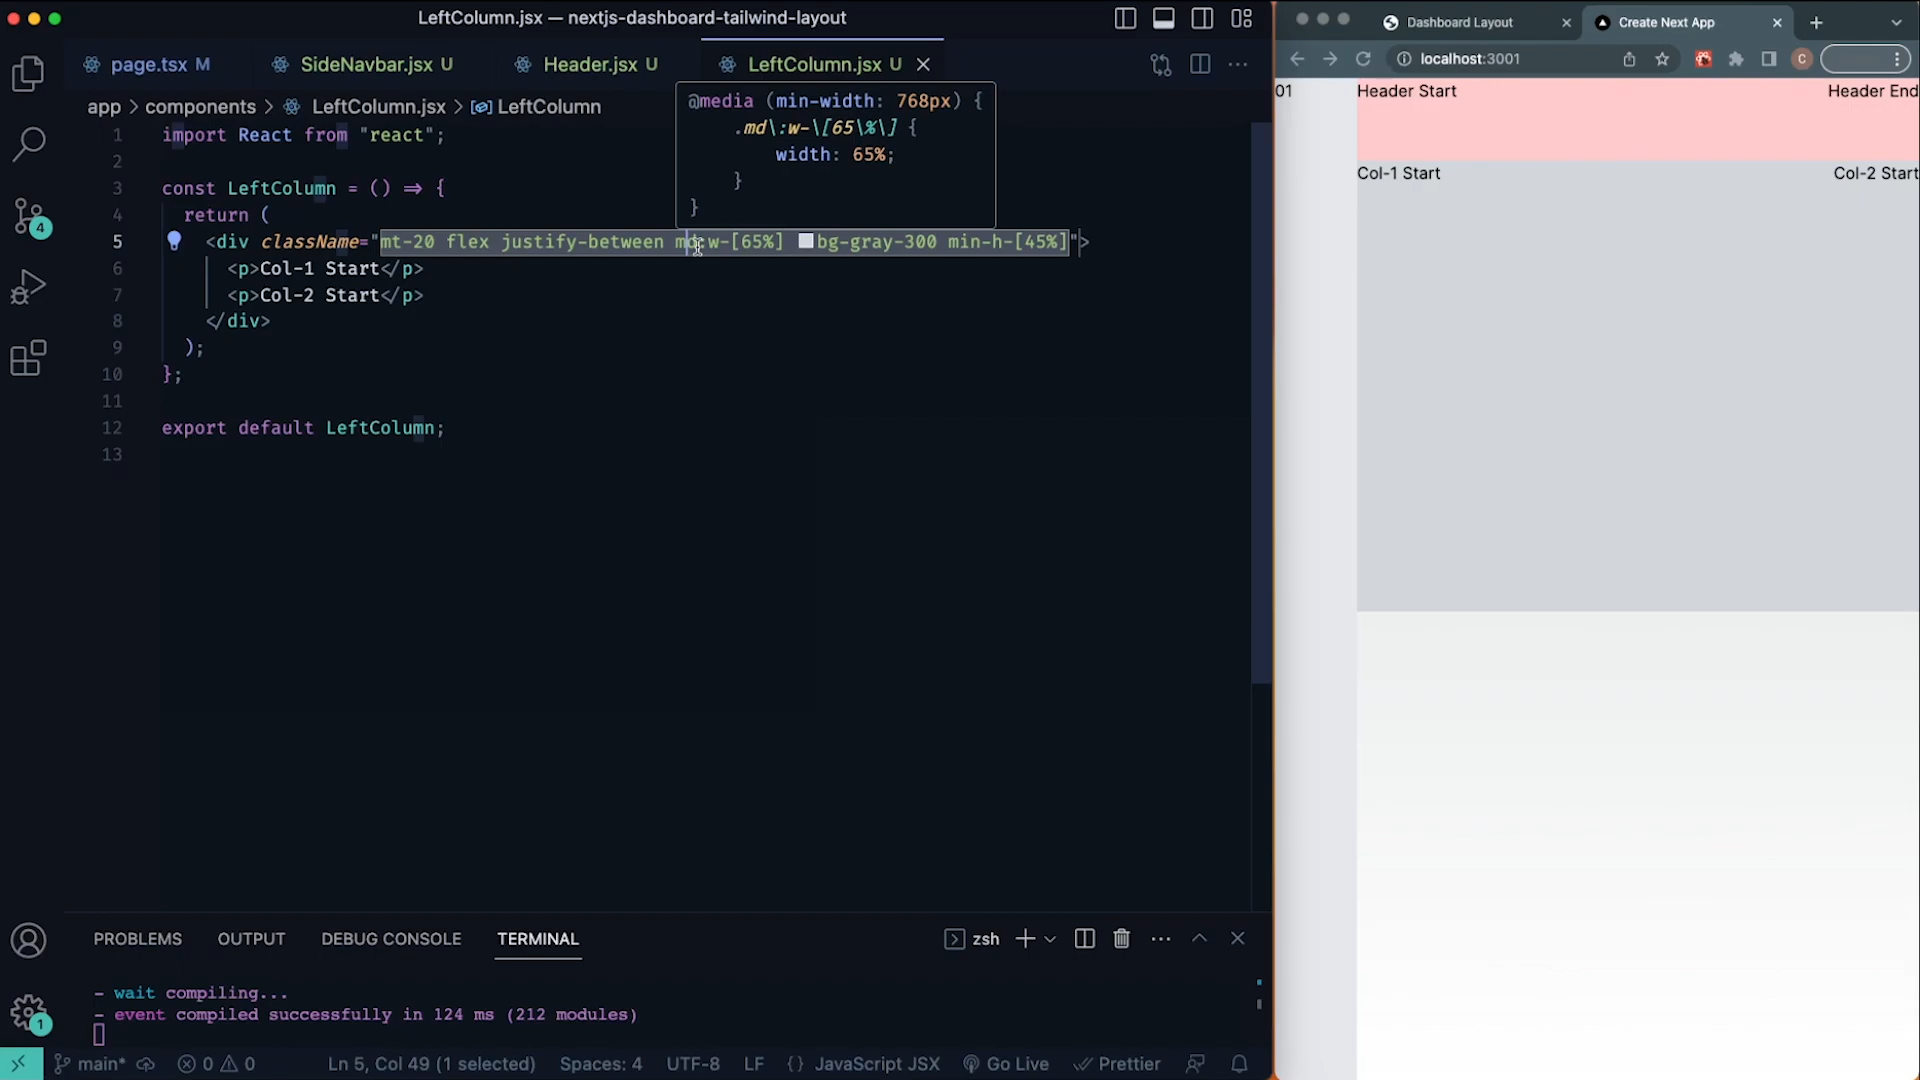 LeftColumn.jsx — nextjs-dashboard-tailwind-layout
page.tsx M
SideNavbar.jsx U
Header.jsx U
LeftColumn.jsx U
app > components > LeftColumn.jsx > LeftColumn
@media (min-width: 768px) {
.md\:w-\[65\%\] {
width: 65%;
}
}
1 import React from "react";
2
3 const LeftColumn = () => {
4 return (
5 <div className="mt-20 flex justify-between md:w-[65%] bg-gray-300 min-h-[45%]">
6 <p>Col-1 Start</p>
7 <p>Col-2 Start</p>
8 </div>
9 );
10 };
11
12 export default LeftColumn;
13
PROBLEMS OUTPUT DEBUG CONSOLE TERMINAL
zsh
- wait compiling...
- event compiled successfully in 124 ms (212 modules)
4
1
main* 0 0 Ln 5, Col 49 (1 selected) Spaces: 4 UTF-8 LF {} JavaScript JSX Go Live Prettier
Dashboard Layout
Create Next App
localhost:3001
C
01
Header Start Header End
Col-1 Start Col-2 Start